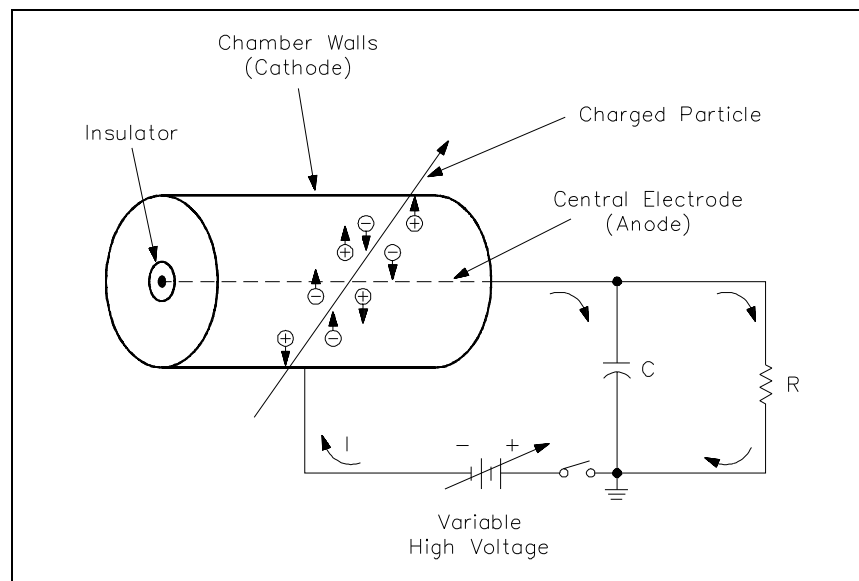 Chamber Walls
(Cathode)
Insulator
Charged Particle
Central Electrode
(Anode)
C
R
I
- +
Variable
High Voltage